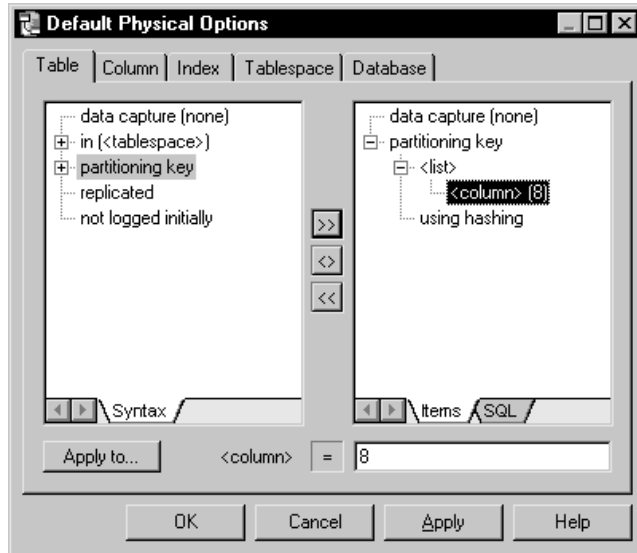 Default Physical Options
Table Column Index Tablespace Database
data capture (none)
in (<tablespace>)
partitioning key
replicated
not logged initially
>>
<>
<<
data capture (none)
partitioning key
<list>
<column> (8)
using hashing
Syntax
Items SQL
Apply to... <column> = 8
OK Cancel Apply Help